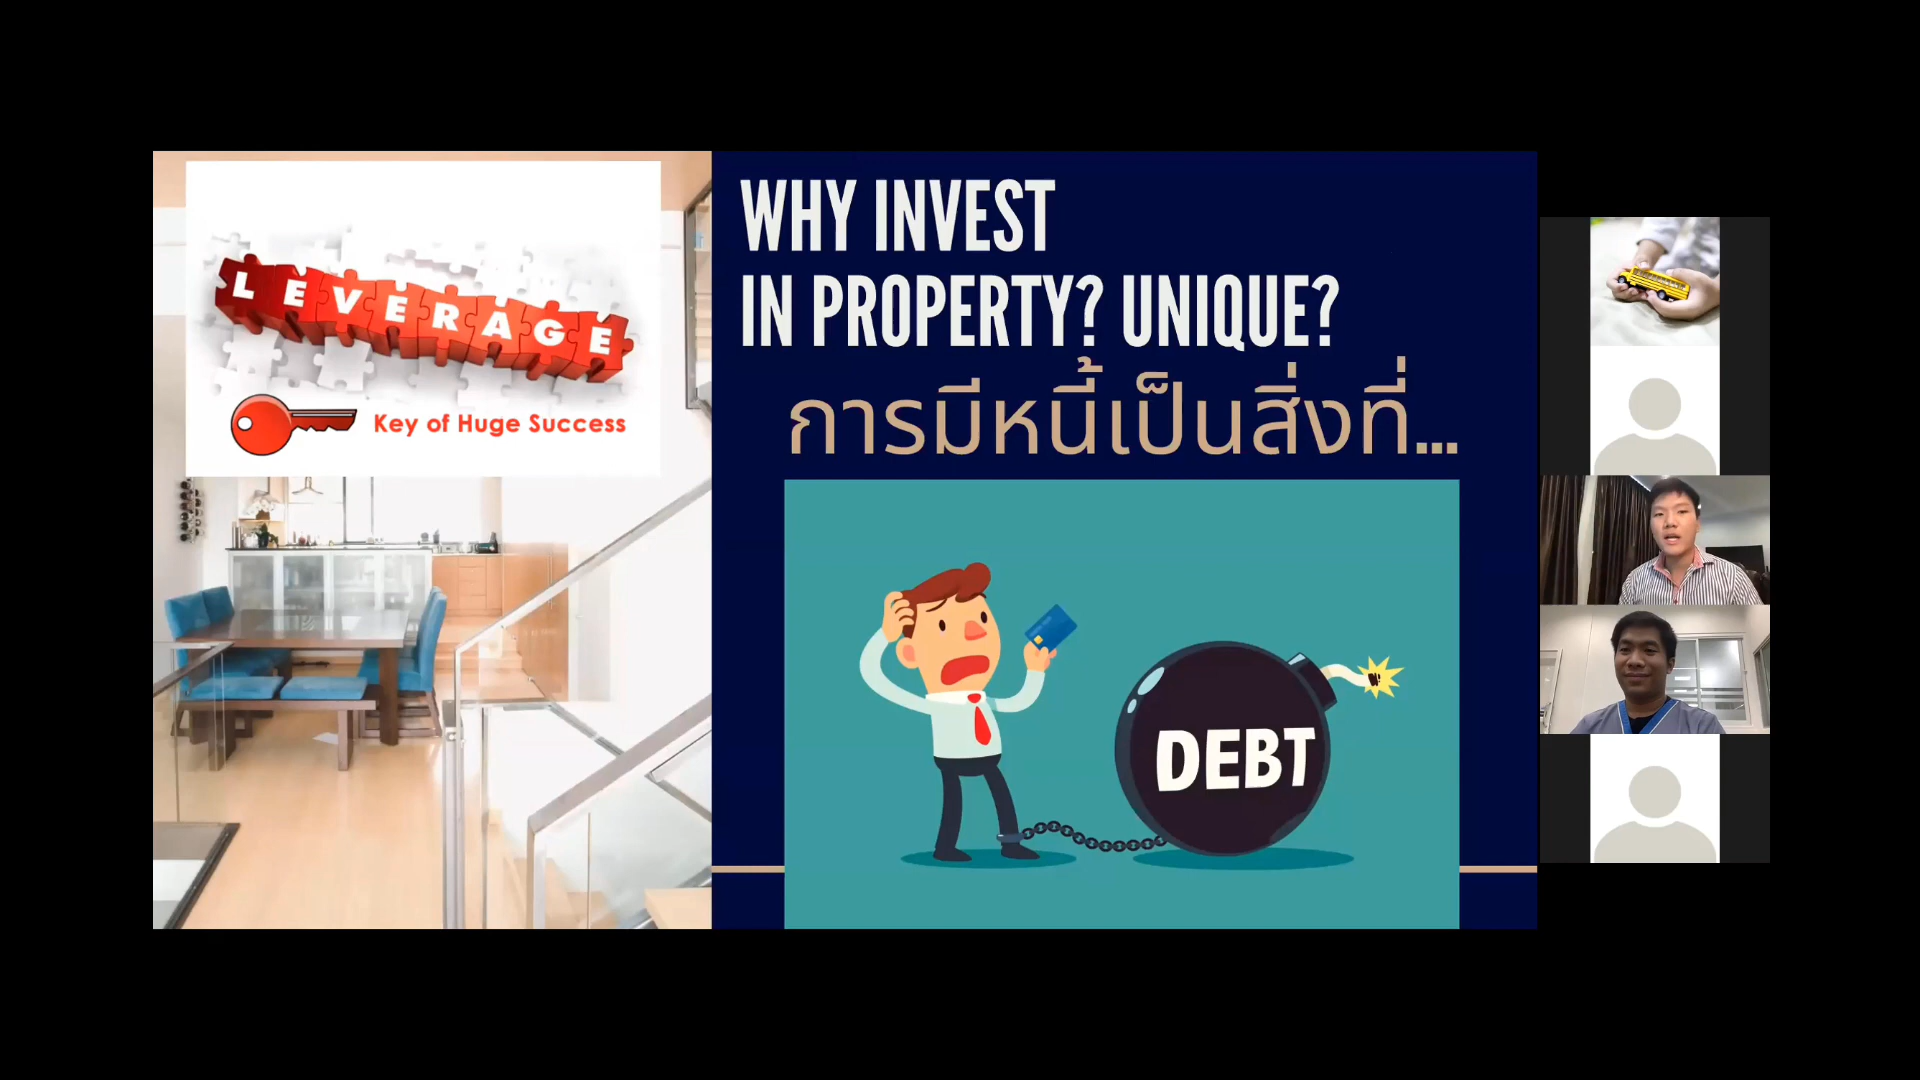 LEVERAGE
Key of Huge Success
WHY INVEST
IN PROPERTY? UNIQUE?
การมีหนี้เป็นสิ่งที่...
DEBT